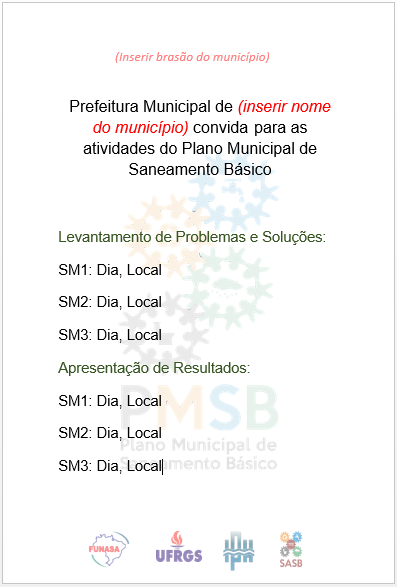 (Inserir brasão do município)
Prefeitura Municipal de (inserir nome
do município) convida para as
atividades do Plano Municipal de
Saneamento Básico
Levantamento de Problemas e Soluções:
SM1: Dia, Local
SM2: Dia, Local
SM3: Dia, Local
Apresentação de Resultados:
SM1: Dia, Local
SM2: Dia, Local
SM3: Dia, Local
PMSB
Plano Municipal de
Saneamento Básico
FUNASA
UFRGS
IPH
SASB